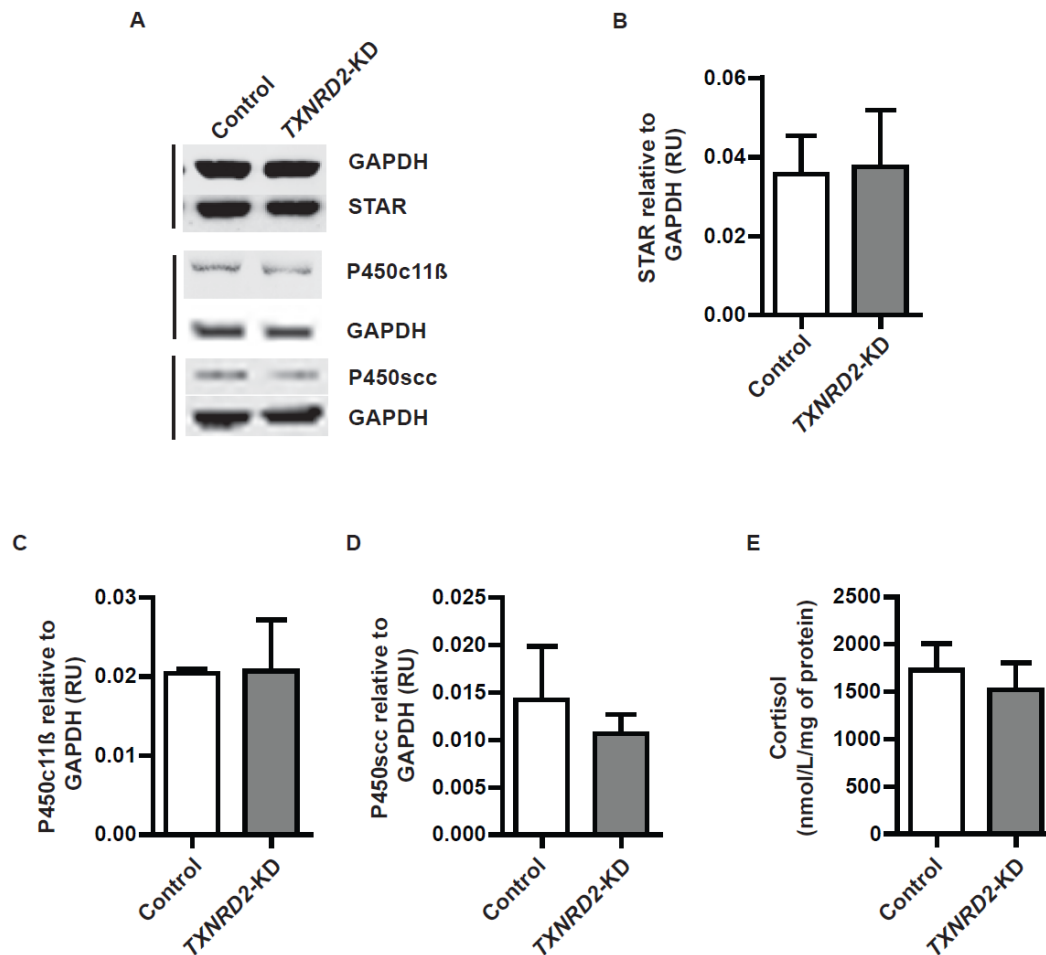 A
Control
TXNRD2-KD
GAPDH
STAR
P450c11ß
GAPDH
P450scc
GAPDH
B
STAR relative to
GAPDH (RU)
0.06
0.04
0.02
0.00
Control
TXNRD2-KD
C
P450c11ß relative to
GAPDH (RU)
0.03
0.02
0.01
0.00
Control
TXNRD2-KD
D
P450scc relative to
GAPDH (RU)
0.025
0.020
0.015
0.010
0.005
0.000
Control
TXNRD2-KD
E
Cortisol
(nmol/L/mg of protein)
2500
2000
1500
1000
500
0
Control
TXNRD2-KD